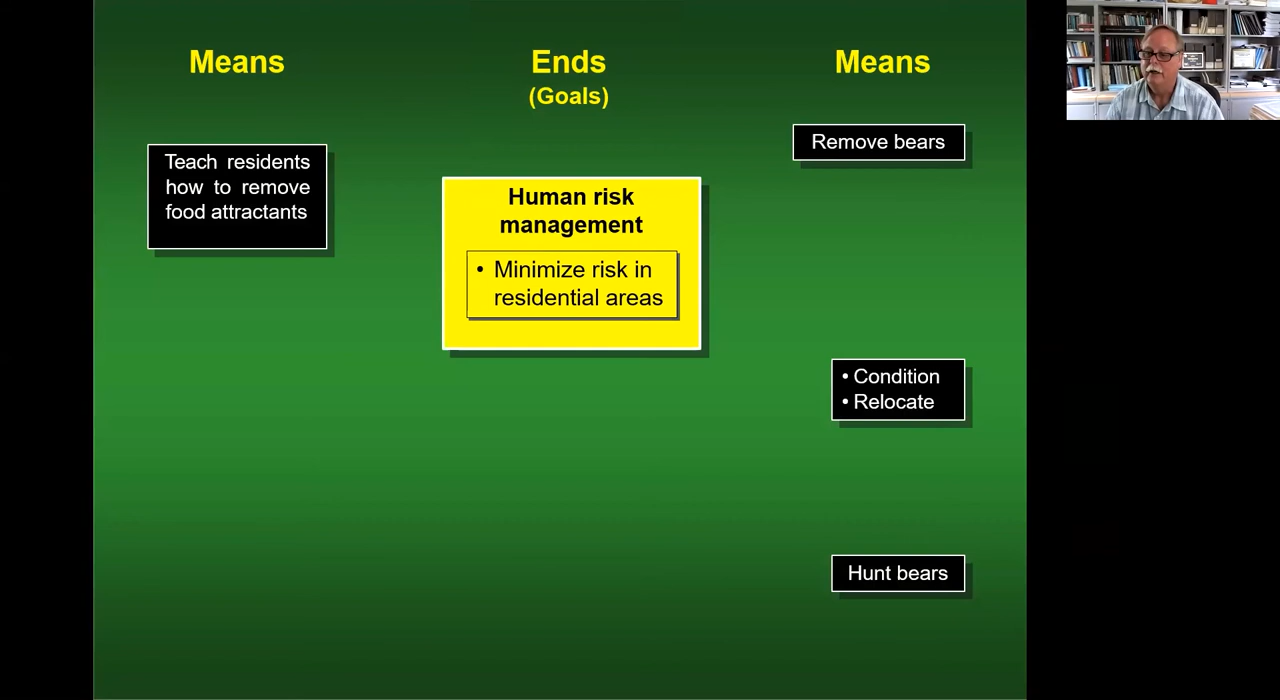 Means
Ends
(Goals)
Means
Teach residents
how to remove
food attractants
Human risk
management
• Minimize risk in
residential areas
Remove bears
• Condition
• Relocate
Hunt bears